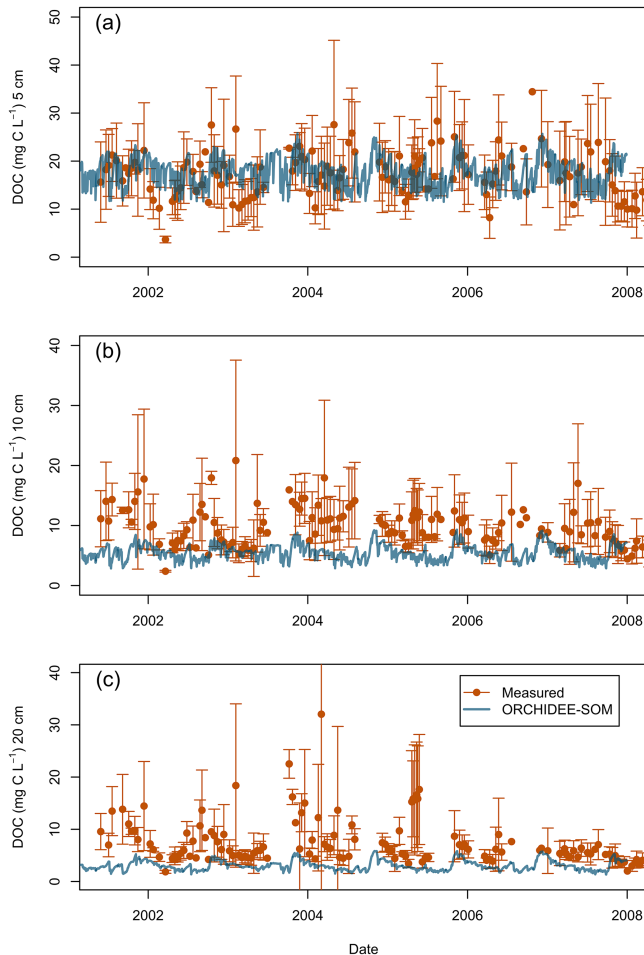 (a)
DOC (mg C L⁻¹) 5 cm
50
40
30
20
10
0
2002 2004 2006 2008
(b)
DOC (mg C L⁻¹) 10 cm
40
30
20
10
0
2002 2004 2006 2008
(c)
DOC (mg C L⁻¹) 20 cm
40
30
20
10
0
Measured
ORCHIDEE-SOM
2002 2004 2006 2008
Date